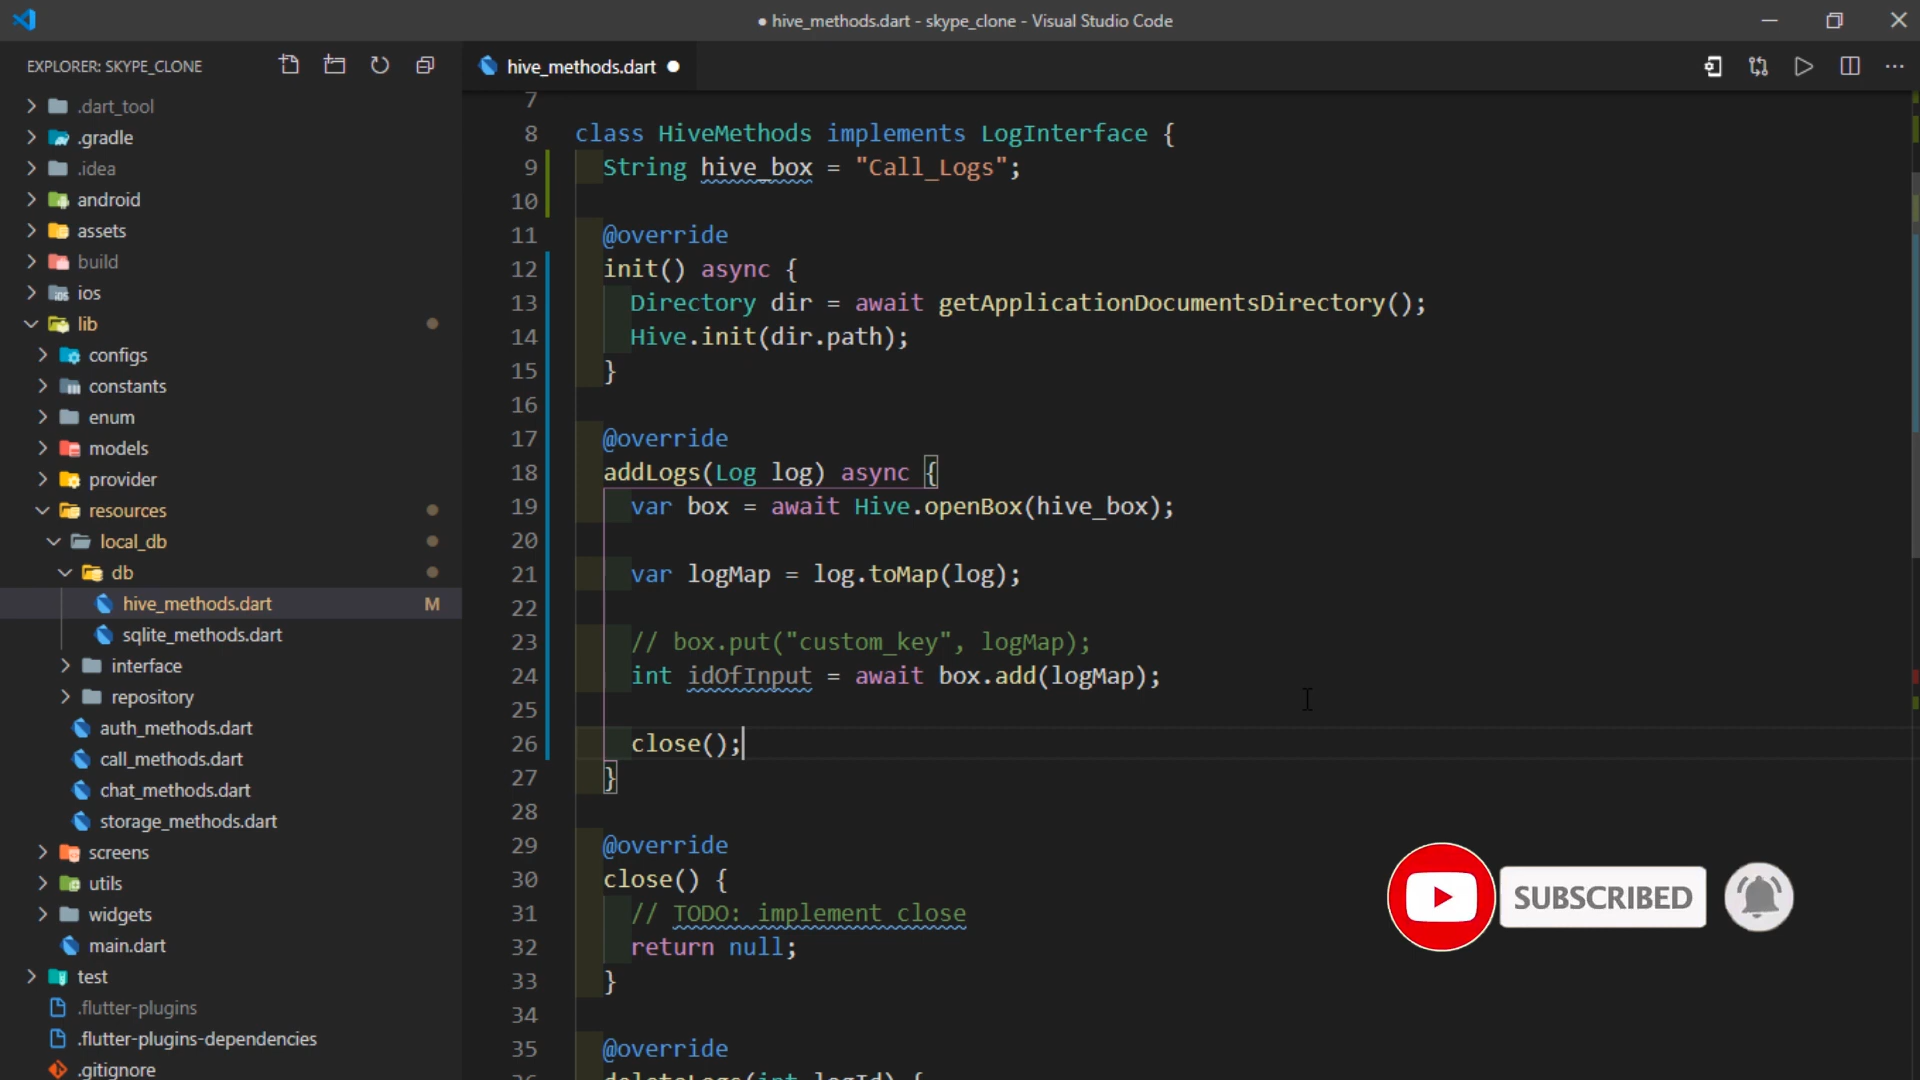 hive_methods.dart - skype_clone - Visual Studio Code
EXPLORER: SKYPE_CLONE
hive_methods.dart
.dart_tool
.gradle
.idea
android
assets
build
ios
lib
configs
constants
enum
models
provider
resources
local_db
db
hive_methods.dart M
sqlite_methods.dart
interface
repository
auth_methods.dart
call_methods.dart
chat_methods.dart
storage_methods.dart
screens
utils
widgets
main.dart
test
.flutter-plugins
.flutter-plugins-dependencies
.gitignore
7
8 class HiveMethods implements LogInterface {
9 String hive_box = "Call_Logs";
10
11 @override
12 init() async {
13 Directory dir = await getApplicationDocumentsDirectory();
14 Hive.init(dir.path);
15 }
16
17 @override
18 addLogs(Log log) async {
19 var box = await Hive.openBox(hive_box);
20
21 var logMap = log.toMap(log);
22
23 // box.put("custom_key", logMap);
24 int idOfInput = await box.add(logMap);
25
26 close();
27 }
28
29 @override
30 close() {
31 // TODO: implement close
32 return null;
33 }
34
35 @override
36 deleteLogs(int logId) {
SUBSCRIBED